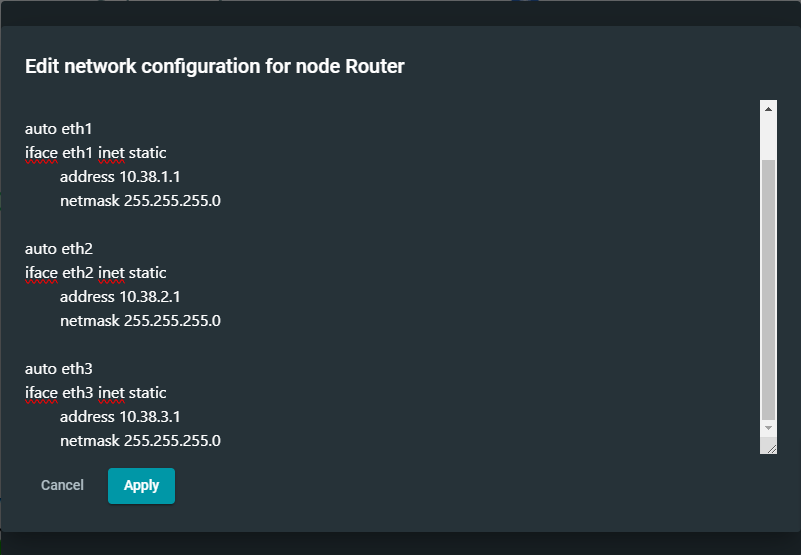 Edit network configuration for node Router
auto eth1
iface eth1 inet static
address 10.38.1.1
netmask 255.255.255.0
auto eth2
iface eth2 inet static
address 10.38.2.1
netmask 255.255.255.0
auto eth3
iface eth3 inet static
address 10.38.3.1
netmask 255.255.255.0
Cancel Apply